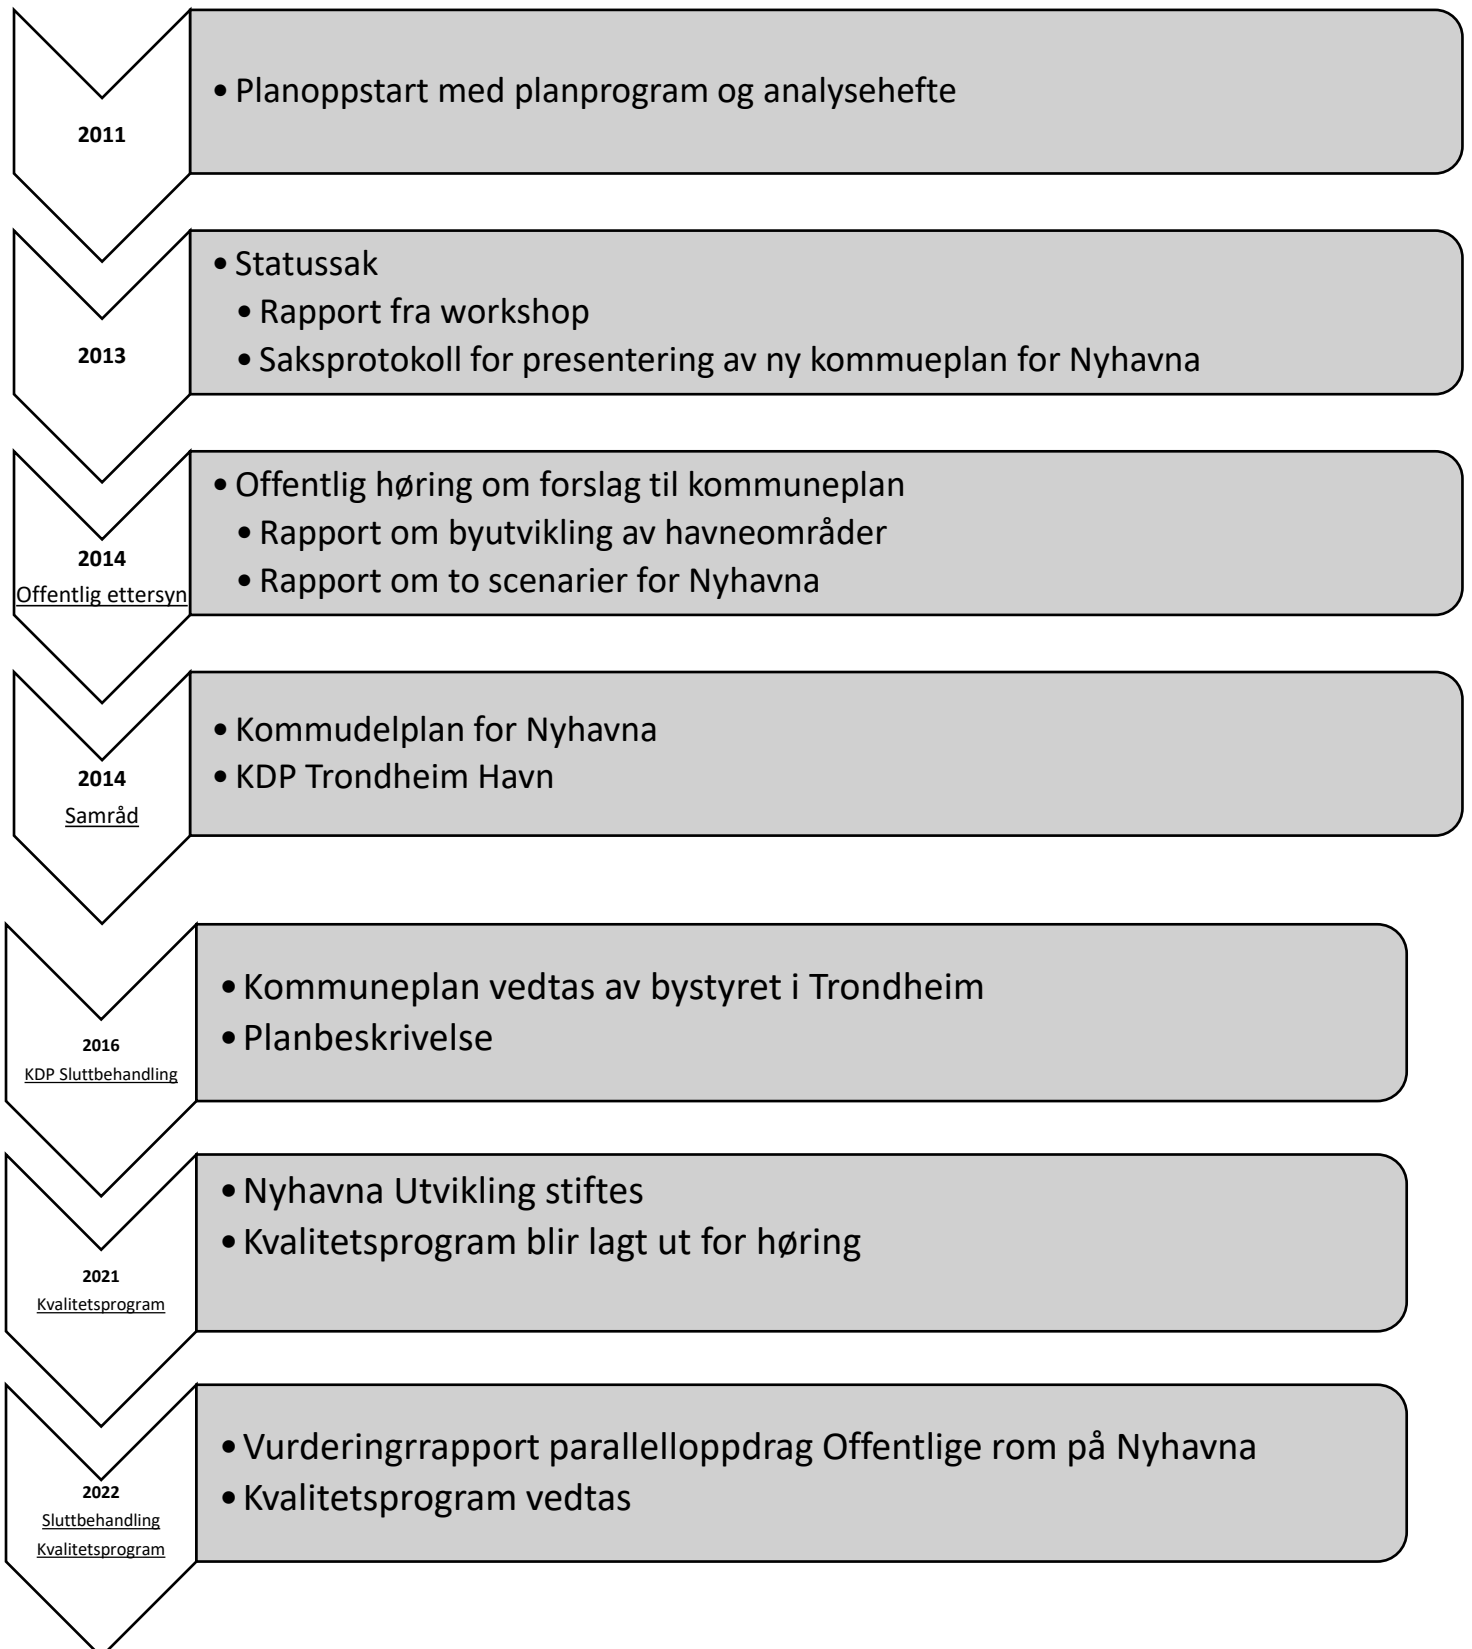 2011
• Planoppstart med planprogram og analysehefte
2013
• Statussak
• Rapport fra workshop
• Saksprotokoll for presentering av ny kommueplan for Nyhavna
2014
Offentlig ettersyn
• Offentlig høring om forslag til kommuneplan
• Rapport om byutvikling av havneområder
• Rapport om to scenarier for Nyhavna
2014
Samråd
• Kommudelplan for Nyhavna
• KDP Trondheim Havn
2016
KDP Sluttbehandling
• Kommuneplan vedtas av bystyret i Trondheim
• Planbeskrivelse
2021
Kvalitetsprogram
• Nyhavna Utvikling stiftes
• Kvalitetsprogram blir lagt ut for høring
2022
Sluttbehandling
Kvalitetsprogram
• Vurderingrrapport parallelloppdrag Offentlige rom på Nyhavna
• Kvalitetsprogram vedtas